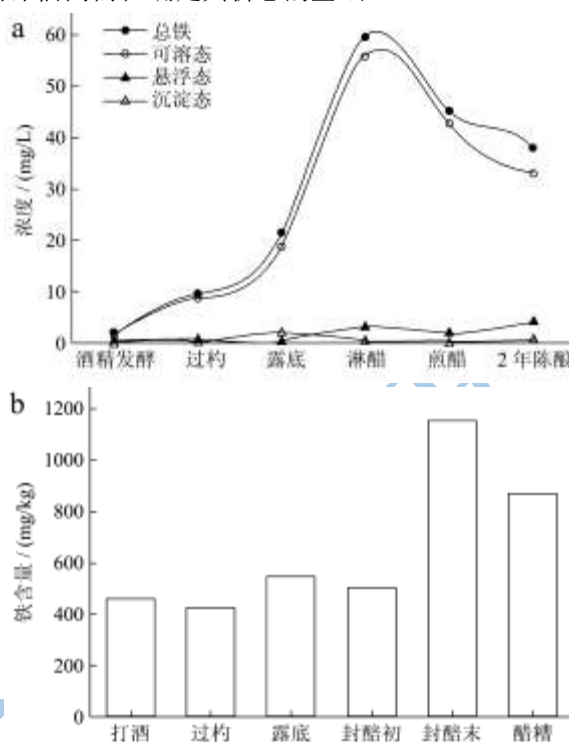 a
总铁
可溶态
悬浮态
沉淀态
浓度 / (mg/L)
60
50
40
30
20
10
0
酒精发酵 过杓 露底 淋醋 煎醋 2 年陈酿
b
铁含量 / (mg/kg)
1200
1000
800
600
400
200
0
打酒 过杓 露底 封醅初 封醅末 醋糟